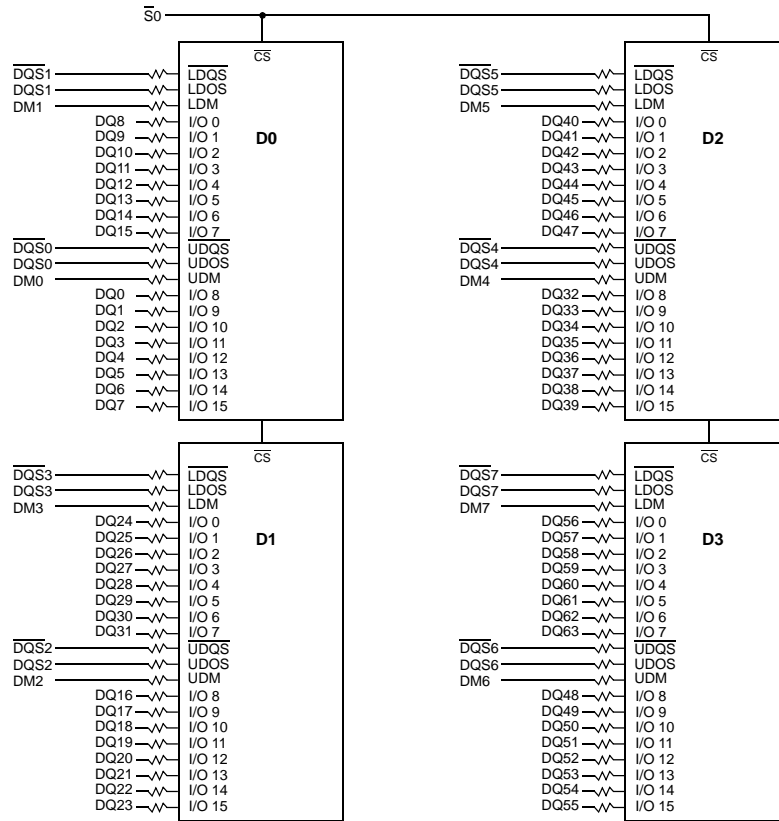 S̅0
CS
DQS1 LDQS
DQS1 LDOS
DM1 LDM
DQ8 I/O 0
DQ9 I/O 1 D0
DQ10 I/O 2
DQ11 I/O 3
DQ12 I/O 4
DQ13 I/O 5
DQ14 I/O 6
DQ15 I/O 7
DQS0 UDQS
DQS0 UDOS
DM0 UDM
DQ0 I/O 8
DQ1 I/O 9
DQ2 I/O 10
DQ3 I/O 11
DQ4 I/O 12
DQ5 I/O 13
DQ6 I/O 14
DQ7 I/O 15
CS
DQS3 LDQS
DQS3 LDOS
DM3 LDM
DQ24 I/O 0
DQ25 I/O 1 D1
DQ26 I/O 2
DQ27 I/O 3
DQ28 I/O 4
DQ29 I/O 5
DQ30 I/O 6
DQ31 I/O 7
DQS2 UDQS
DQS2 UDOS
DM2 UDM
DQ16 I/O 8
DQ17 I/O 9
DQ18 I/O 10
DQ19 I/O 11
DQ20 I/O 12
DQ21 I/O 13
DQ22 I/O 14
DQ23 I/O 15
CS
DQS5 LDQS
DQS5 LDOS
DM5 LDM
DQ40 I/O 0
DQ41 I/O 1 D2
DQ42 I/O 2
DQ43 I/O 3
DQ44 I/O 4
DQ45 I/O 5
DQ46 I/O 6
DQ47 I/O 7
DQS4 UDQS
DQS4 UDOS
DM4 UDM
DQ32 I/O 8
DQ33 I/O 9
DQ34 I/O 10
DQ35 I/O 11
DQ36 I/O 12
DQ37 I/O 13
DQ38 I/O 14
DQ39 I/O 15
CS
DQS7 LDQS
DQS7 LDOS
DM7 LDM
DQ56 I/O 0
DQ57 I/O 1 D3
DQ58 I/O 2
DQ59 I/O 3
DQ60 I/O 4
DQ61 I/O 5
DQ62 I/O 6
DQ63 I/O 7
DQS6 UDQS
DQS6 UDOS
DM6 UDM
DQ48 I/O 8
DQ49 I/O 9
DQ50 I/O 10
DQ51 I/O 11
DQ52 I/O 12
DQ53 I/O 13
DQ54 I/O 14
DQ55 I/O 15